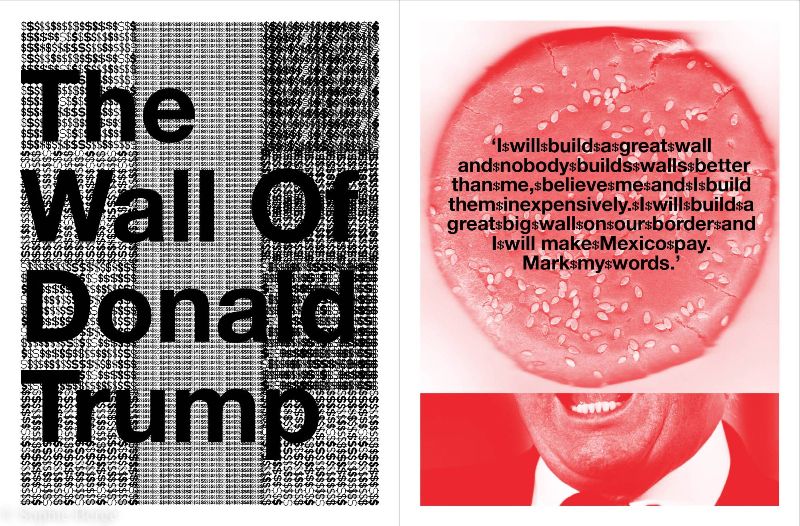 The
Wall Of
Donald
Trump
‘I$will$build$a$great$wall
and$nobody$builds$walls$better
than$me,$believe$me$and$I$build
them$inexpensively.$I$will$build$a
great$big$wall$on$our$border$and
I$will make$Mexico$pay.
Mark$my$words.’